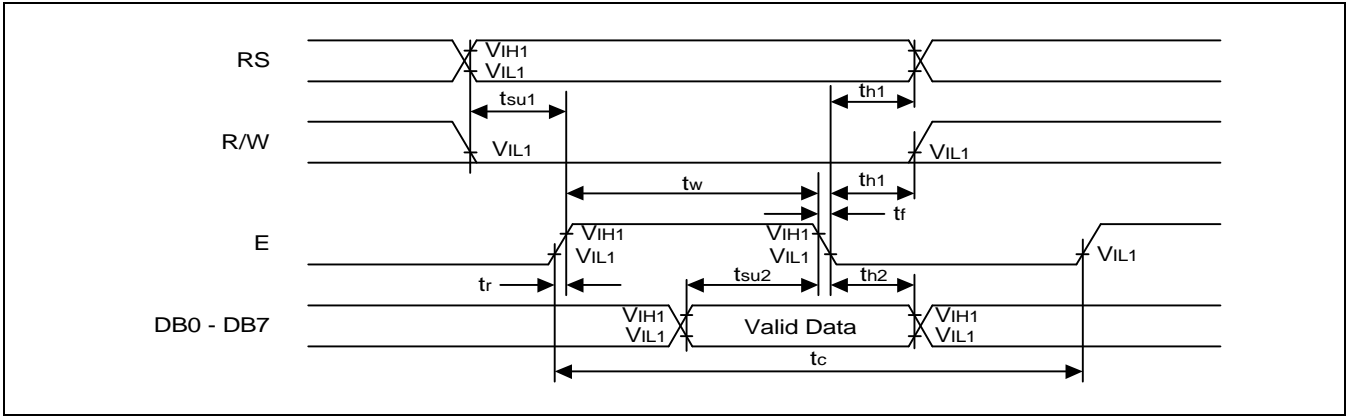 RS
VIH1
VIL1
tsu1
th1
R/W
VIL1
VIL1
tw
th1
tf
E
VIH1
VIL1
VIH1
VIL1
VIL1
tr
tsu2
th2
DB0 - DB7
VIH1
VIL1
Valid Data
VIH1
VIL1
tc